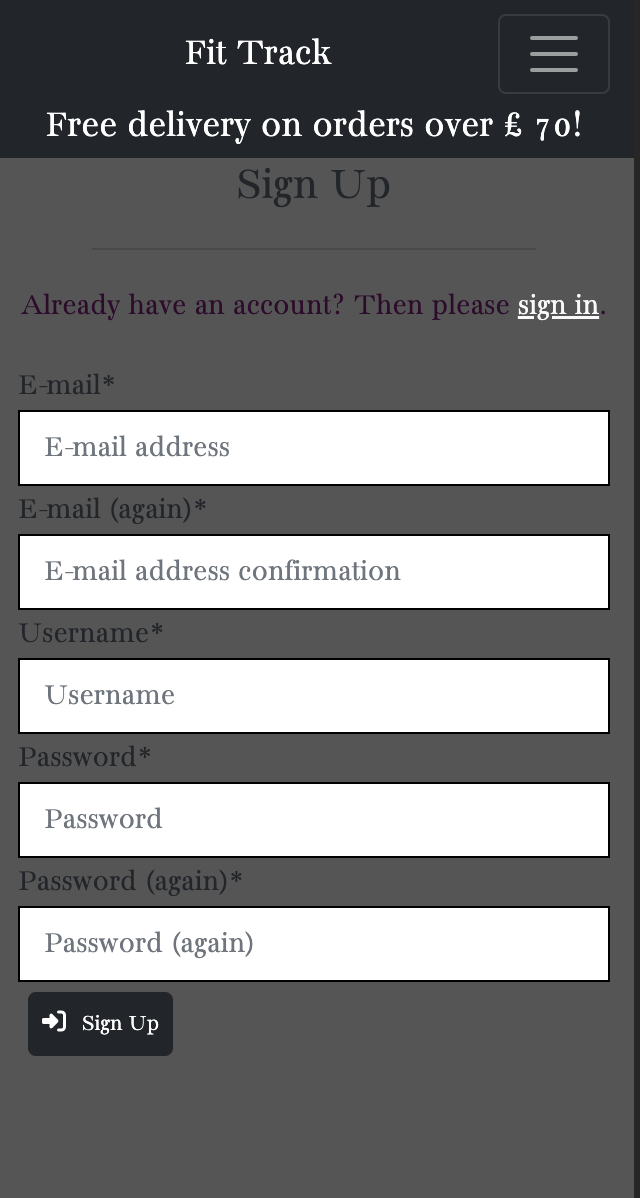 Fit Track
Free delivery on orders over £ 70!
Sign Up
Already have an account? Then please sign in.
E-mail*
E-mail address
E-mail (again)*
E-mail address confirmation
Username*
Username
Password*
Password
Password (again)*
Password (again)
Sign Up